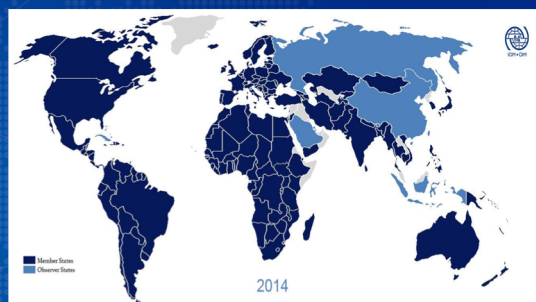 IOM • OIM
Member States
Observer States
2014